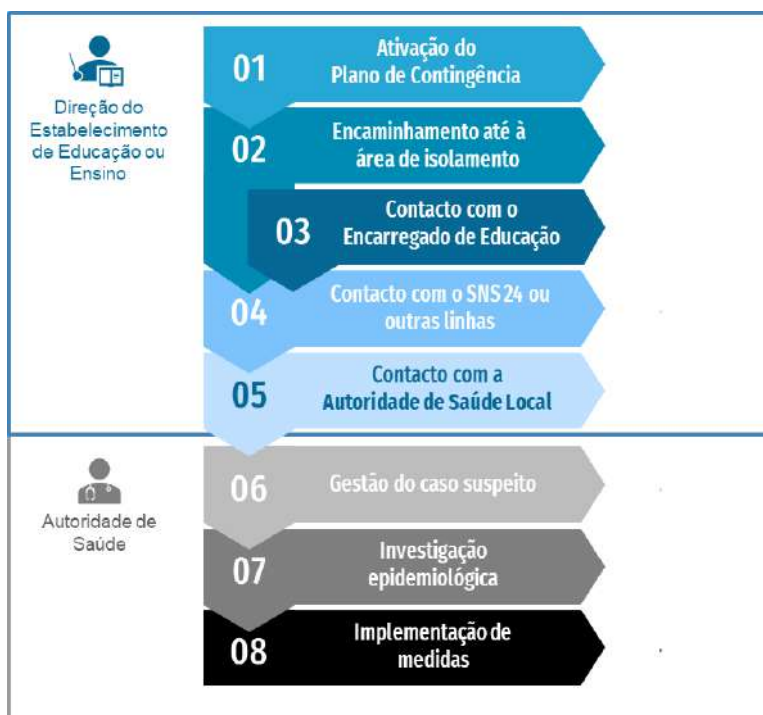 Direção do
Estabelecimento
de Educação ou
Ensino
01
Ativação do
Plano de Contingência
02
Encaminhamento até à
área de isolamento
03
Contacto com o
Encarregado de Educação
04
Contacto com o SNS 24 ou
outras linhas
05
Contacto com a
Autoridade de Saúde Local
Autoridade de
Saúde
06
Gestão do caso suspeito
07
Investigação
epidemiológica
08
Implementação de
medidas